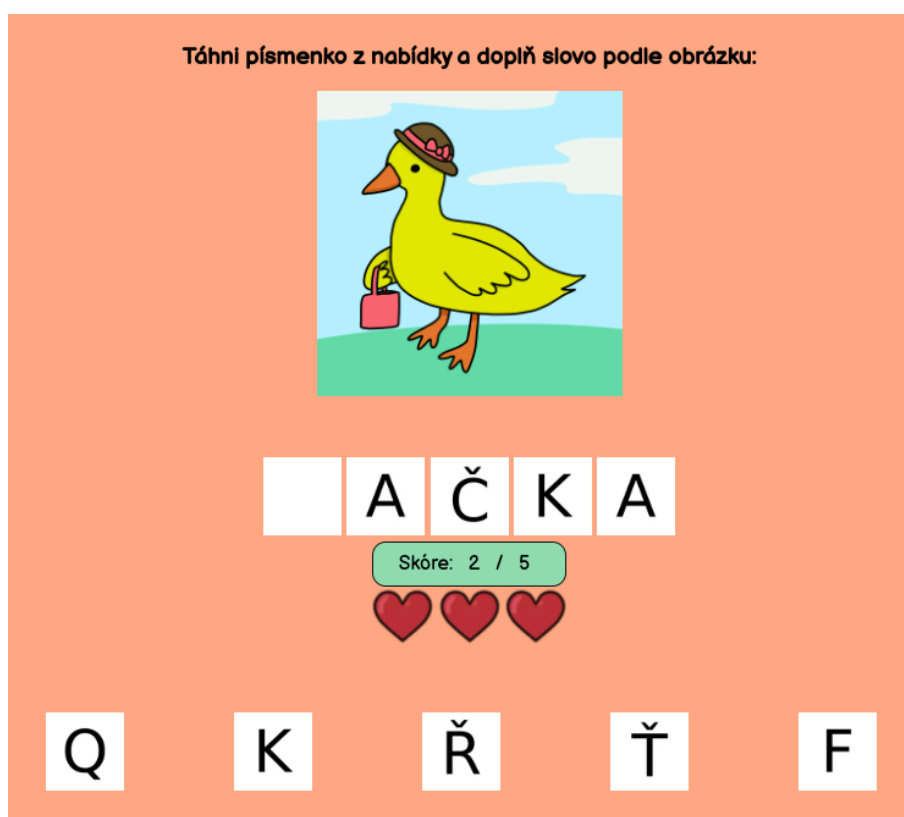 Táhni písmenko z nabídky a doplň slovo podle obrázku:
A Č K A
Skóre: 2 / 5
Q K Ř Ť F